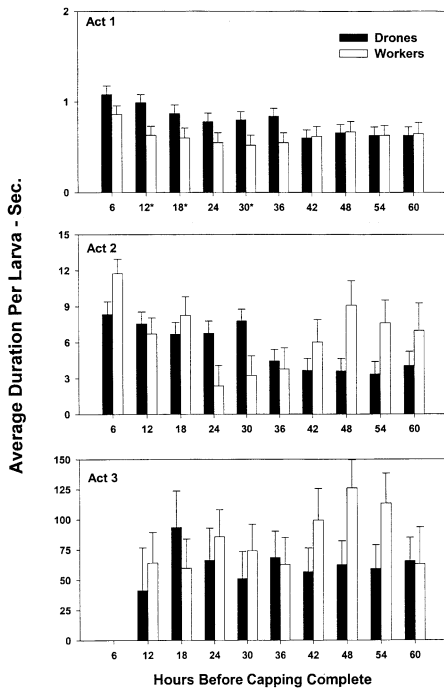 Average Duration Per Larva - Sec.
Act 1
Drones
Workers
2
1
0
6 12* 18* 24 30* 36 42 48 54 60
Act 2
15
12
9
6
3
0
6 12 18 24 30 36 42 48 54 60
Act 3
150
125
100
75
50
25
0
6 12 18 24 30 36 42 48 54 60
Hours Before Capping Complete